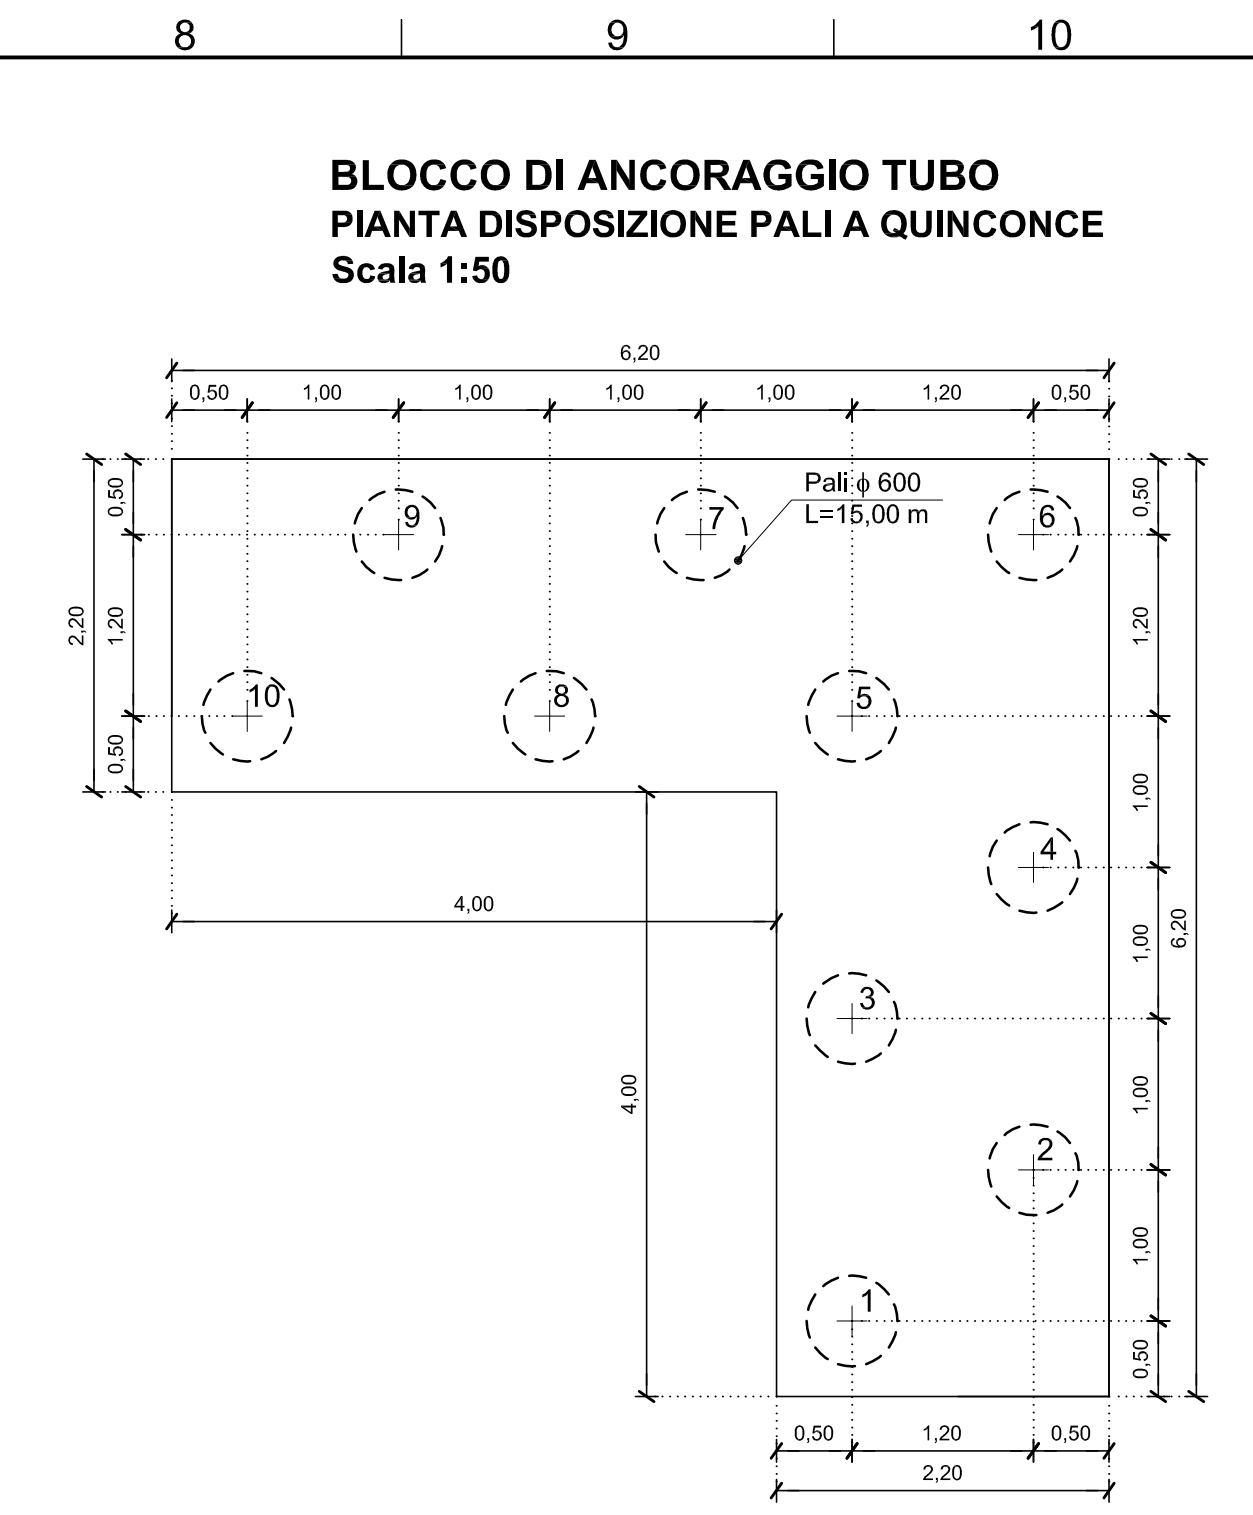 8 9 10
BLOCCO DI ANCORAGGIO TUBO
PIANTA DISPOSIZIONE PALI A QUINCONCE
Scala 1:50
6,20
0,50 1,00 1,00 1,00 1,00 1,20 0,50
Pali ϕ 600
L=15,00 m
9 7 6
10 8 5
4
3
2
1
2,20
0,50
1,20
0,50
4,00
4,00
0,50
1,20
1,00
1,00
1,00
1,00
0,50
6,20
0,50 1,20 0,50
2,20